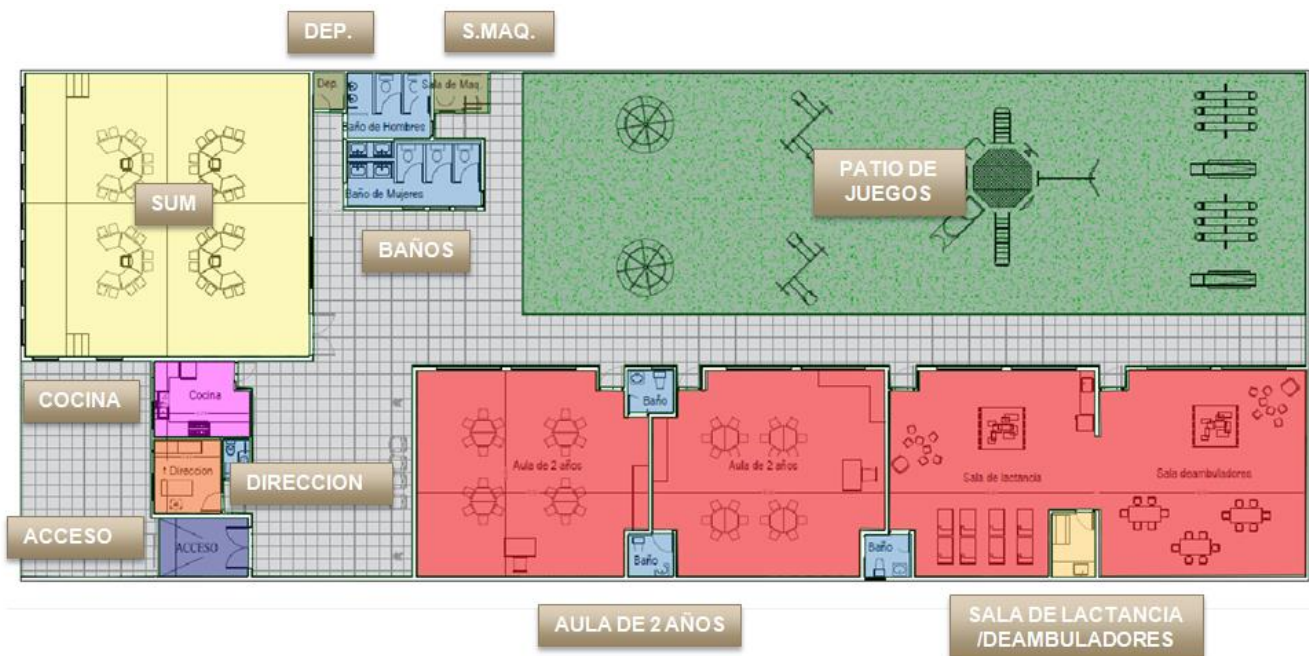 DEP.
S.MAQ.
Dep.
Sala de Maq.
Baño de Hombres
Baño de Mujeres
PATIO DE
JUEGOS
SUM
BAÑOS
COCINA
Cocina
Direccion
DIRECCION
ACCESO
ACCESO
Baño
Aula de 2 años
Aula de 2 años
Sala de lactancia
Sala deambuladores
Baño
Baño
AULA DE 2 AÑOS
SALA DE LACTANCIA
/DEAMBULADORES